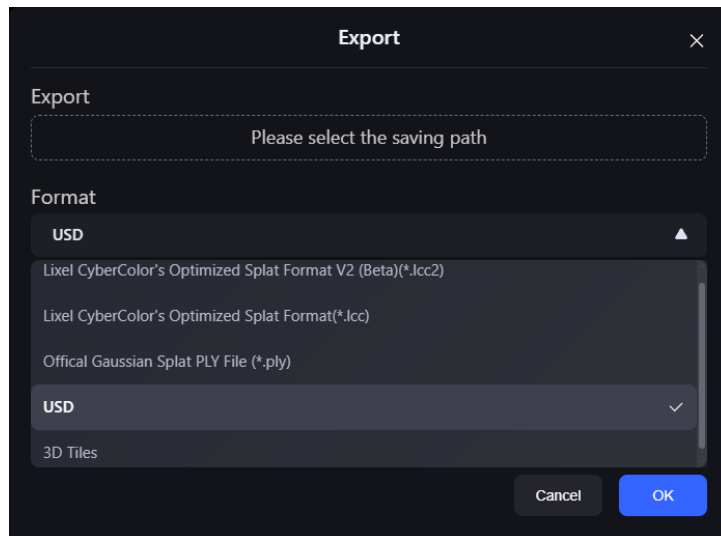 Export
Export
Please select the saving path
Format
USD
Lixel CyberColor's Optimized Splat Format V2 (Beta)(*.lcc2)
Lixel CyberColor's Optimized Splat Format(*.lcc)
Offical Gaussian Splat PLY File (*.ply)
USD
3D Tiles
Cancel OK